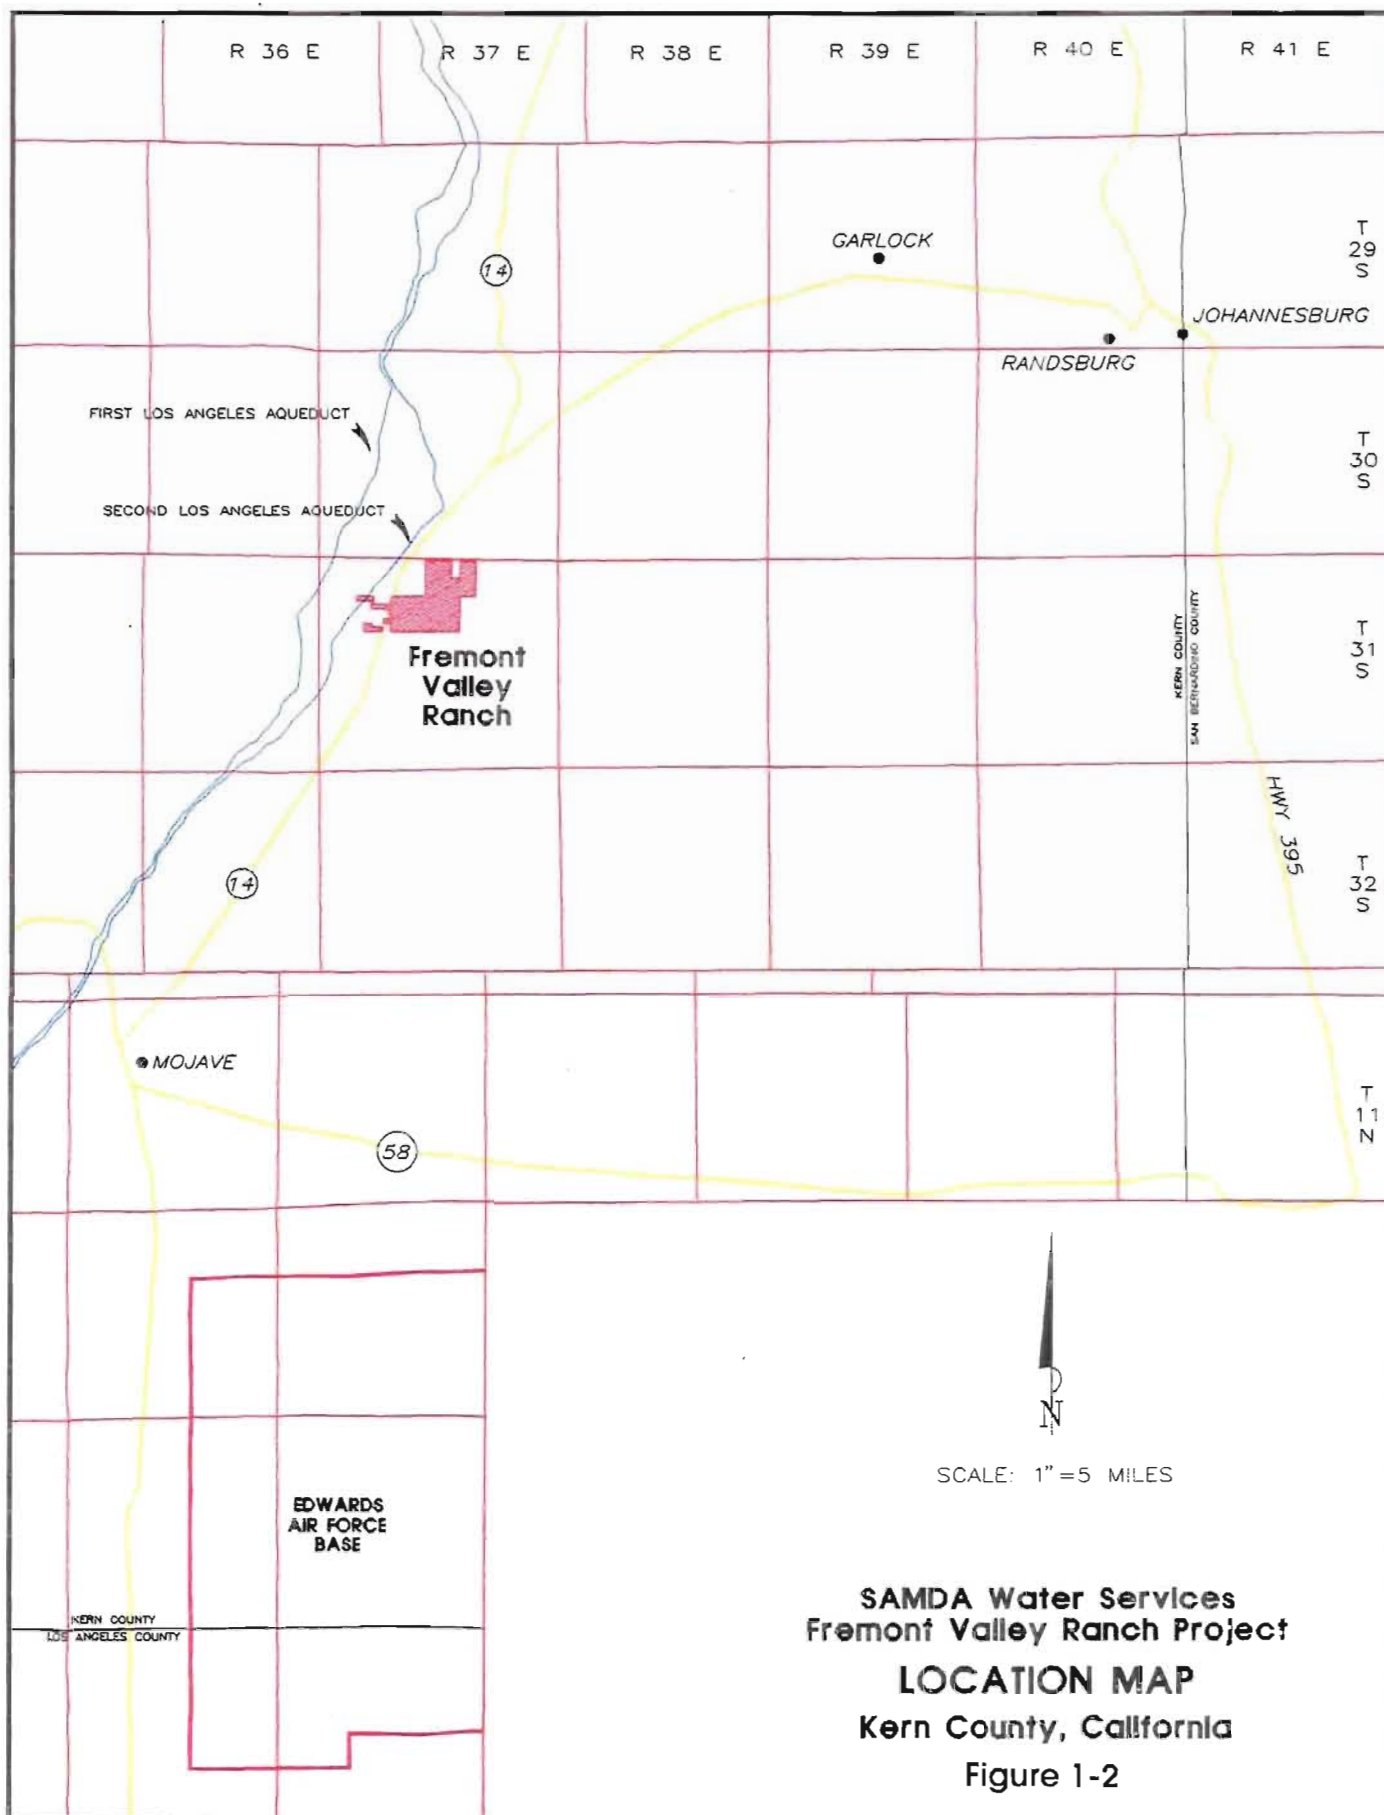 R 36 E
R 37 E
R 38 E
R 39 E
R 40 E
R 41 E
T
29
S
GARLOCK
14
JOHANNESBURG
RANDSBURG
FIRST LOS ANGELES AQUEDUCT
T
30
S
SECOND LOS ANGELES AQUEDUCT
Fremont
Valley
Ranch
KERN COUNTY
SAN BERNARDINO COUNTY
T
31
S
HWY 395
14
T
32
S
MOJAVE
T
11
N
58
N
SCALE: 1"=5 MILES
EDWARDS
AIR FORCE
BASE
KERN COUNTY
LOS ANGELES COUNTY
SAMDA Water Services
Fremont Valley Ranch Project
LOCATION MAP
Kern County, California
Figure 1-2